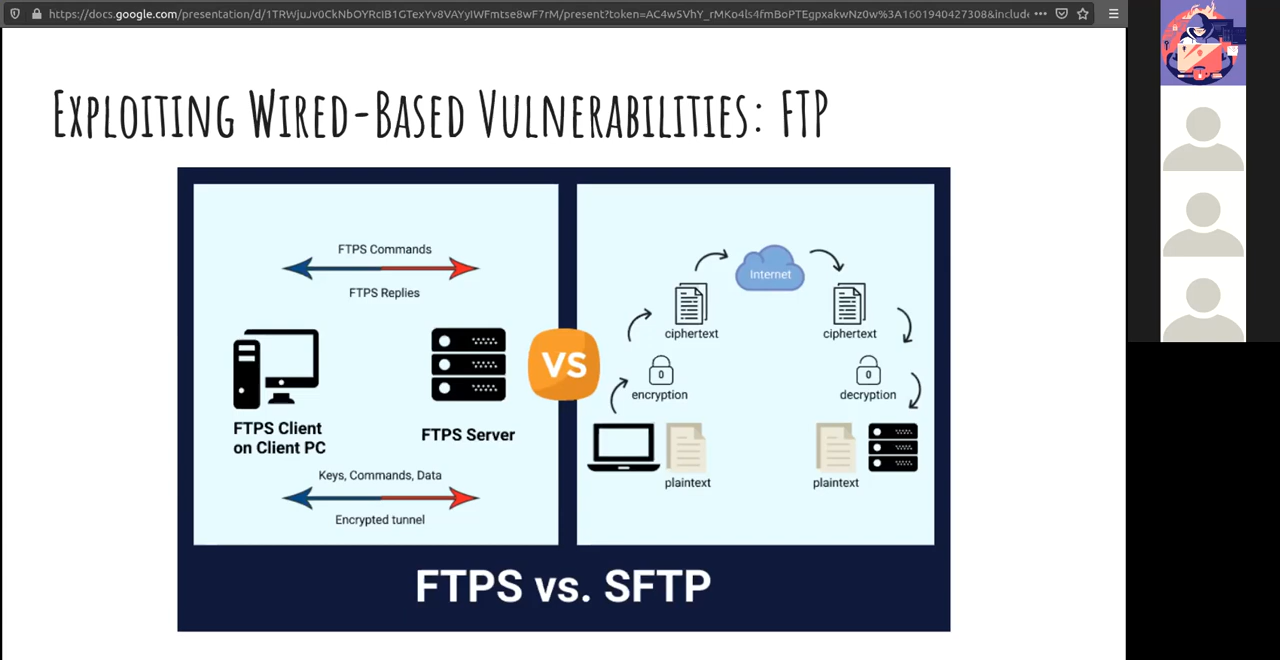 https://docs.google.com/presentation/d/1TRWjuJv0CkNbOYRcIB1GTexYv8VAYyIWFmtse8wF7rM/present?token=AC4w5VhY_rMKo4ls4fmBoPTEgpxakwNz0w%3A1601940427308&include
Exploiting Wired-Based Vulnerabilities: FTP
FTPS Commands
FTPS Replies
FTPS Client
on Client PC
FTPS Server
Keys, Commands, Data
Encrypted tunnel
VS
Internet
ciphertext
ciphertext
encryption
decryption
plaintext
plaintext
FTPS vs. SFTP